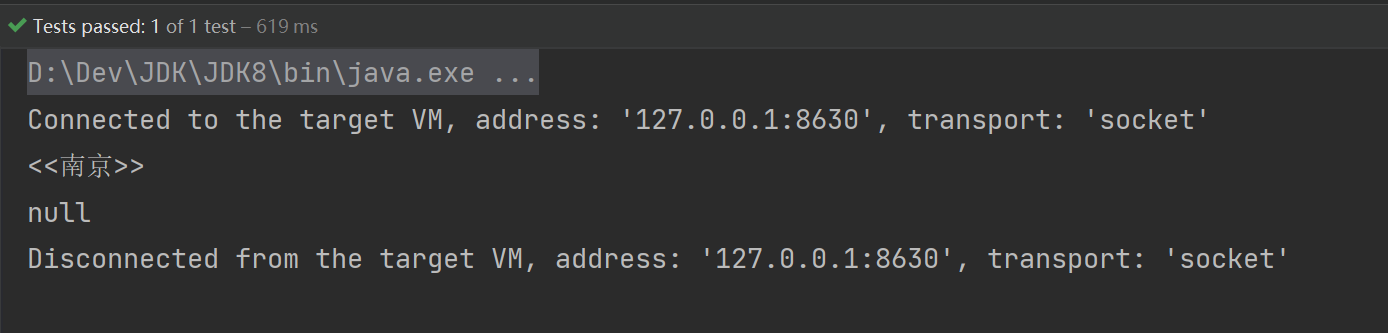 Tests passed: 1 of 1 test – 619 ms
D:\Dev\JDK\JDK8\bin\java.exe ...
Connected to the target VM, address: '127.0.0.1:8630', transport: 'socket'
<<南京>>
null
Disconnected from the target VM, address: '127.0.0.1:8630', transport: 'socket'